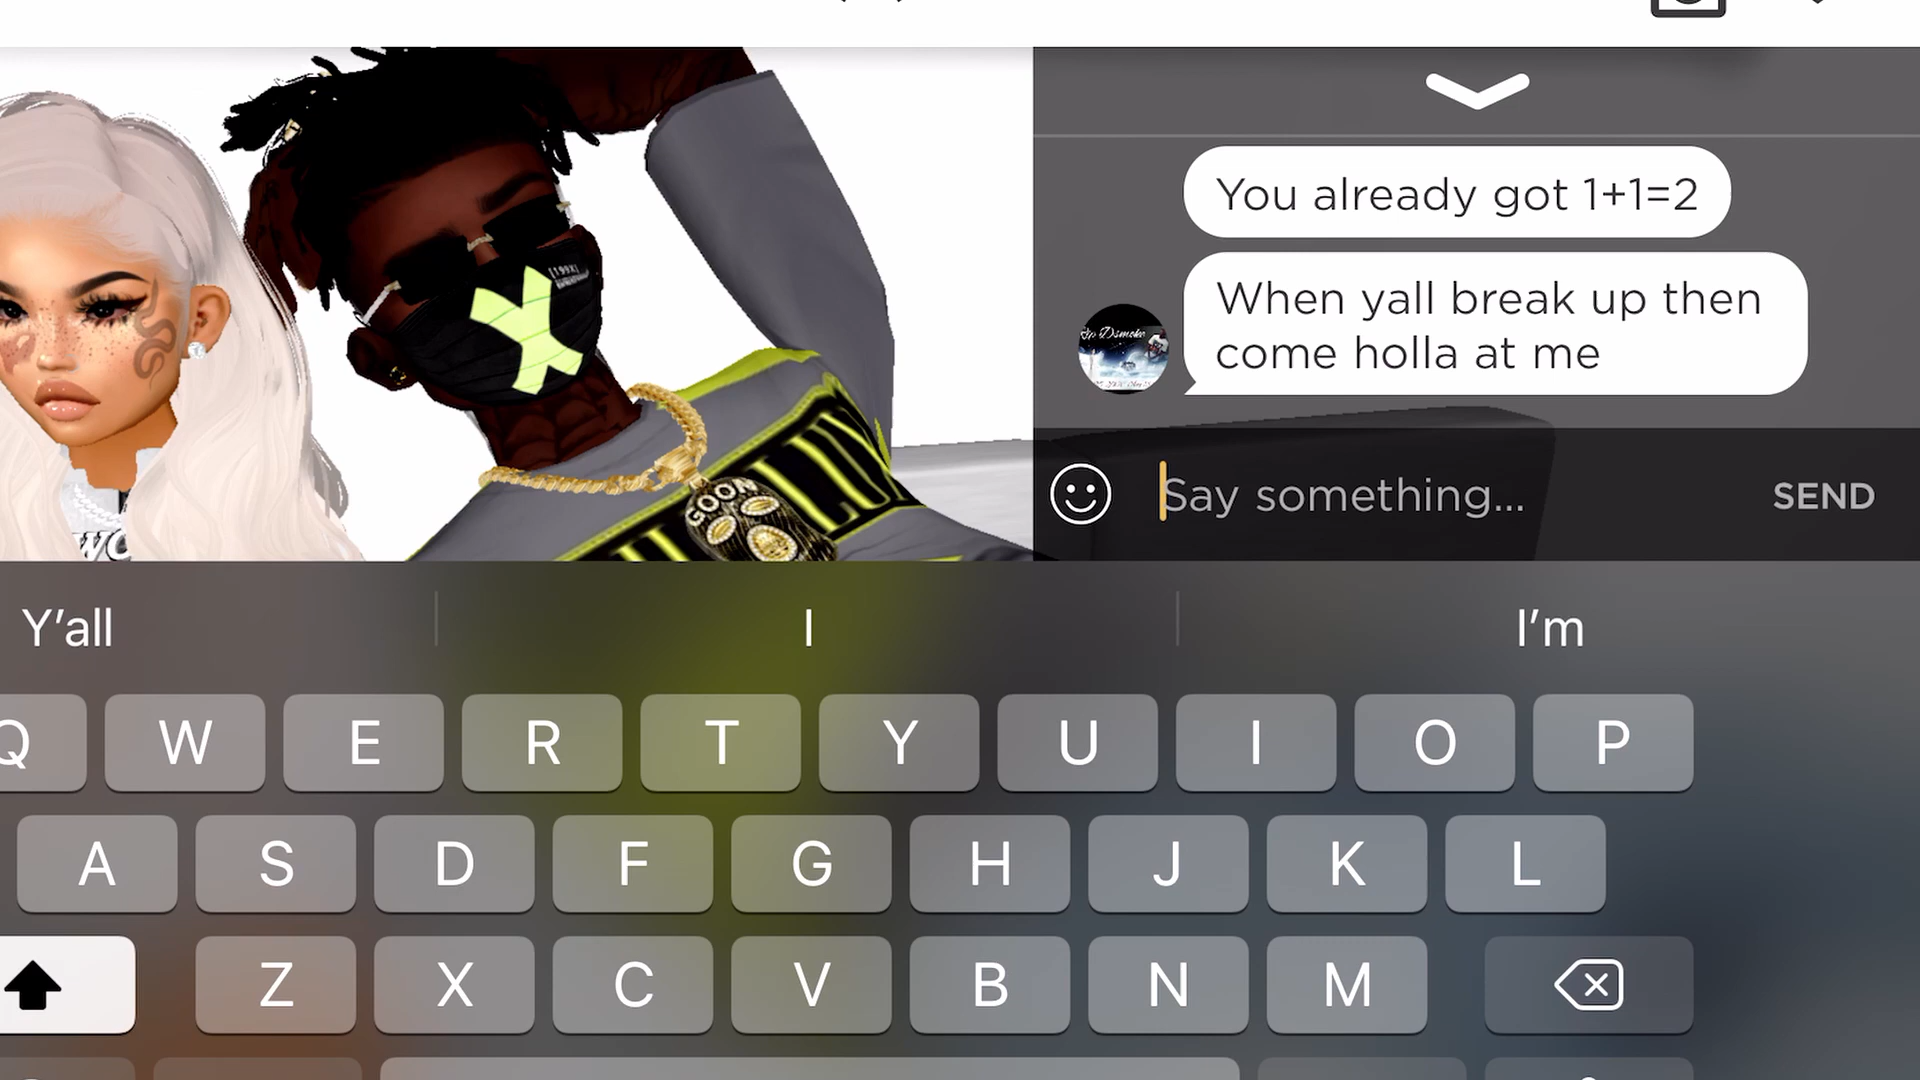 You already got 1+1=2
When yall break up then
come holla at me
Say something...
SEND
GOON
Y'all
I
I'm
Q W E R T Y U I O P
A S D F G H J K L
Z X C V B N M